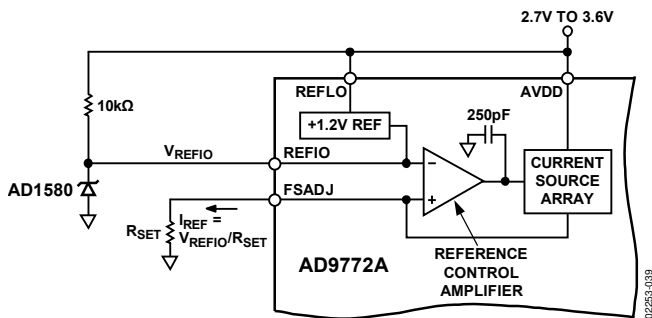 2.7V TO 3.6V
REFLO
AVDD
10kΩ
+1.2V REF
250pF
VREFIO
REFIO
–
CURRENT
SOURCE
ARRAY
AD1580
FSADJ
+
RSET
IREF =
VREFIO/RSET
AD9772A
REFERENCE
CONTROL
AMPLIFIER
02253-039